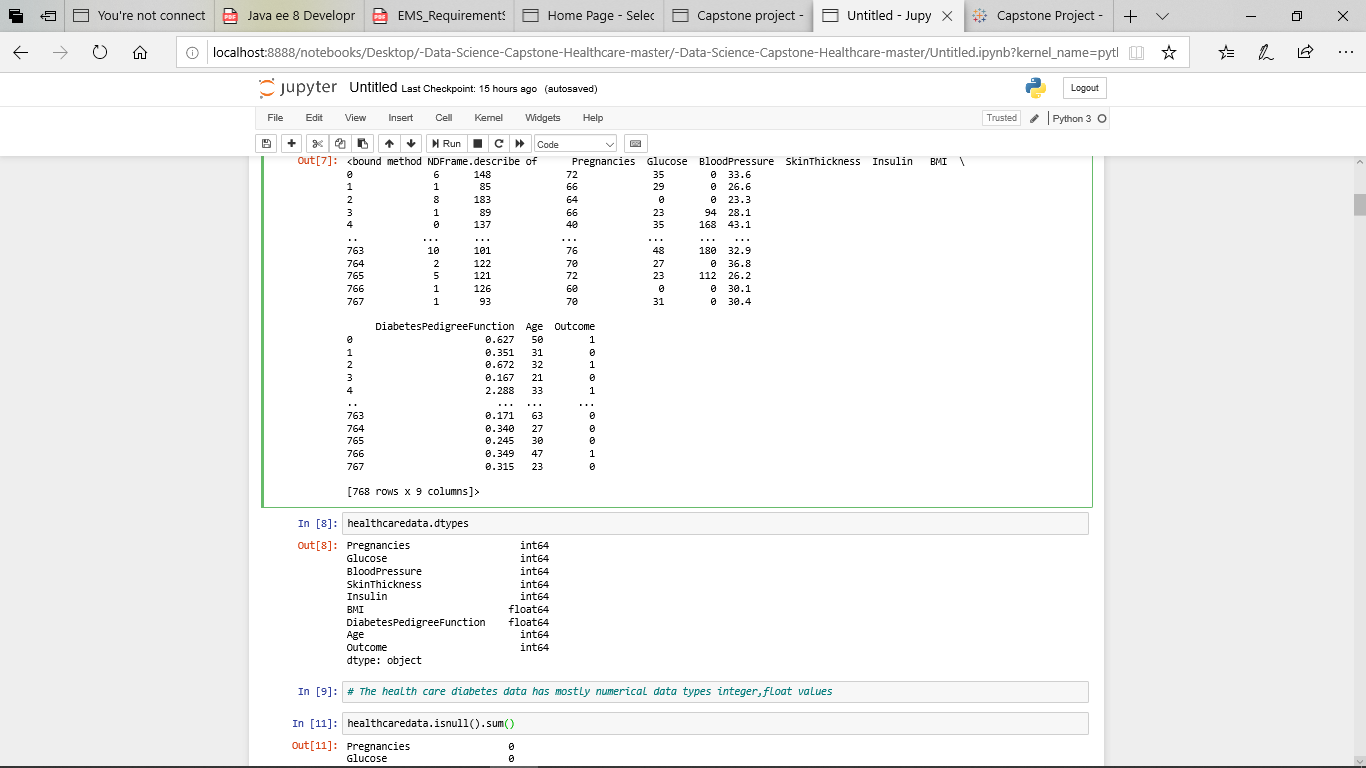 You're not connect
Java ee 8 Developr
EMS_Requirements
Home Page - Selec
Capstone project -
Untitled - Jupy
Capstone Project -
localhost:8888/notebooks/Desktop/-Data-Science-Capstone-Healthcare-master/-Data-Science-Capstone-Healthcare-master/Untitled.ipynb?kernel_name=pytl
jupyter Untitled Last Checkpoint: 15 hours ago (autosaved)
Logout
File Edit View Insert Cell Kernel Widgets Help
Trusted
Python 3
Run
Code
Out[7]: <bound method NDFrame.describe of Pregnancies Glucose BloodPressure SkinThickness Insulin BMI \
0 6 148 72 35 0 33.6
1 1 85 66 29 0 26.6
2 8 183 64 0 0 23.3
3 1 89 66 23 94 28.1
4 0 137 40 35 168 43.1
.. ... ... ... ... ... ...
763 10 101 76 48 180 32.9
764 2 122 70 27 0 36.8
765 5 121 72 23 112 26.2
766 1 126 60 0 0 30.1
767 1 93 70 31 0 30.4
DiabetesPedigreeFunction Age Outcome
0 0.627 50 1
1 0.351 31 0
2 0.672 32 1
3 0.167 21 0
4 2.288 33 1
.. ... ... ...
763 0.171 63 0
764 0.340 27 0
765 0.245 30 0
766 0.349 47 1
767 0.315 23 0
[768 rows x 9 columns]>
In [8]: healthcaredata.dtypes
Out[8]: Pregnancies int64
Glucose int64
BloodPressure int64
SkinThickness int64
Insulin int64
BMI float64
DiabetesPedigreeFunction float64
Age int64
Outcome int64
dtype: object
In [9]: # The health care diabetes data has mostly numerical data types integer,float values
In [11]: healthcaredata.isnull().sum()
Out[11]: Pregnancies 0
Glucose 0